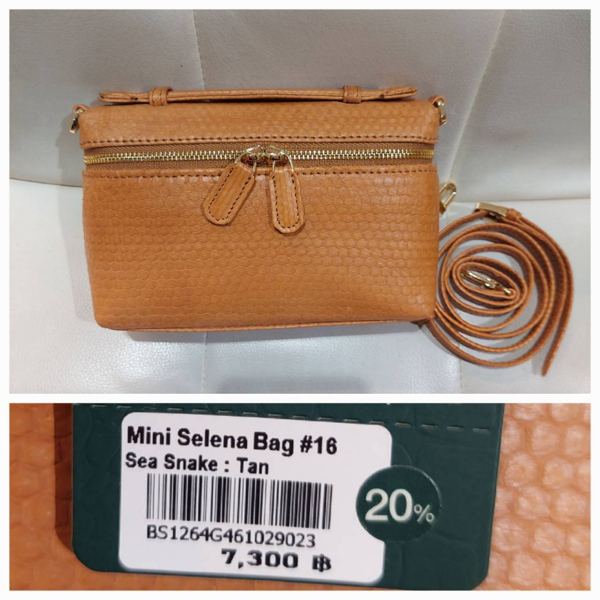 Mini Selena Bag #16
Sea Snake : Tan
BS1264G461029023
7,300 ฿
20%